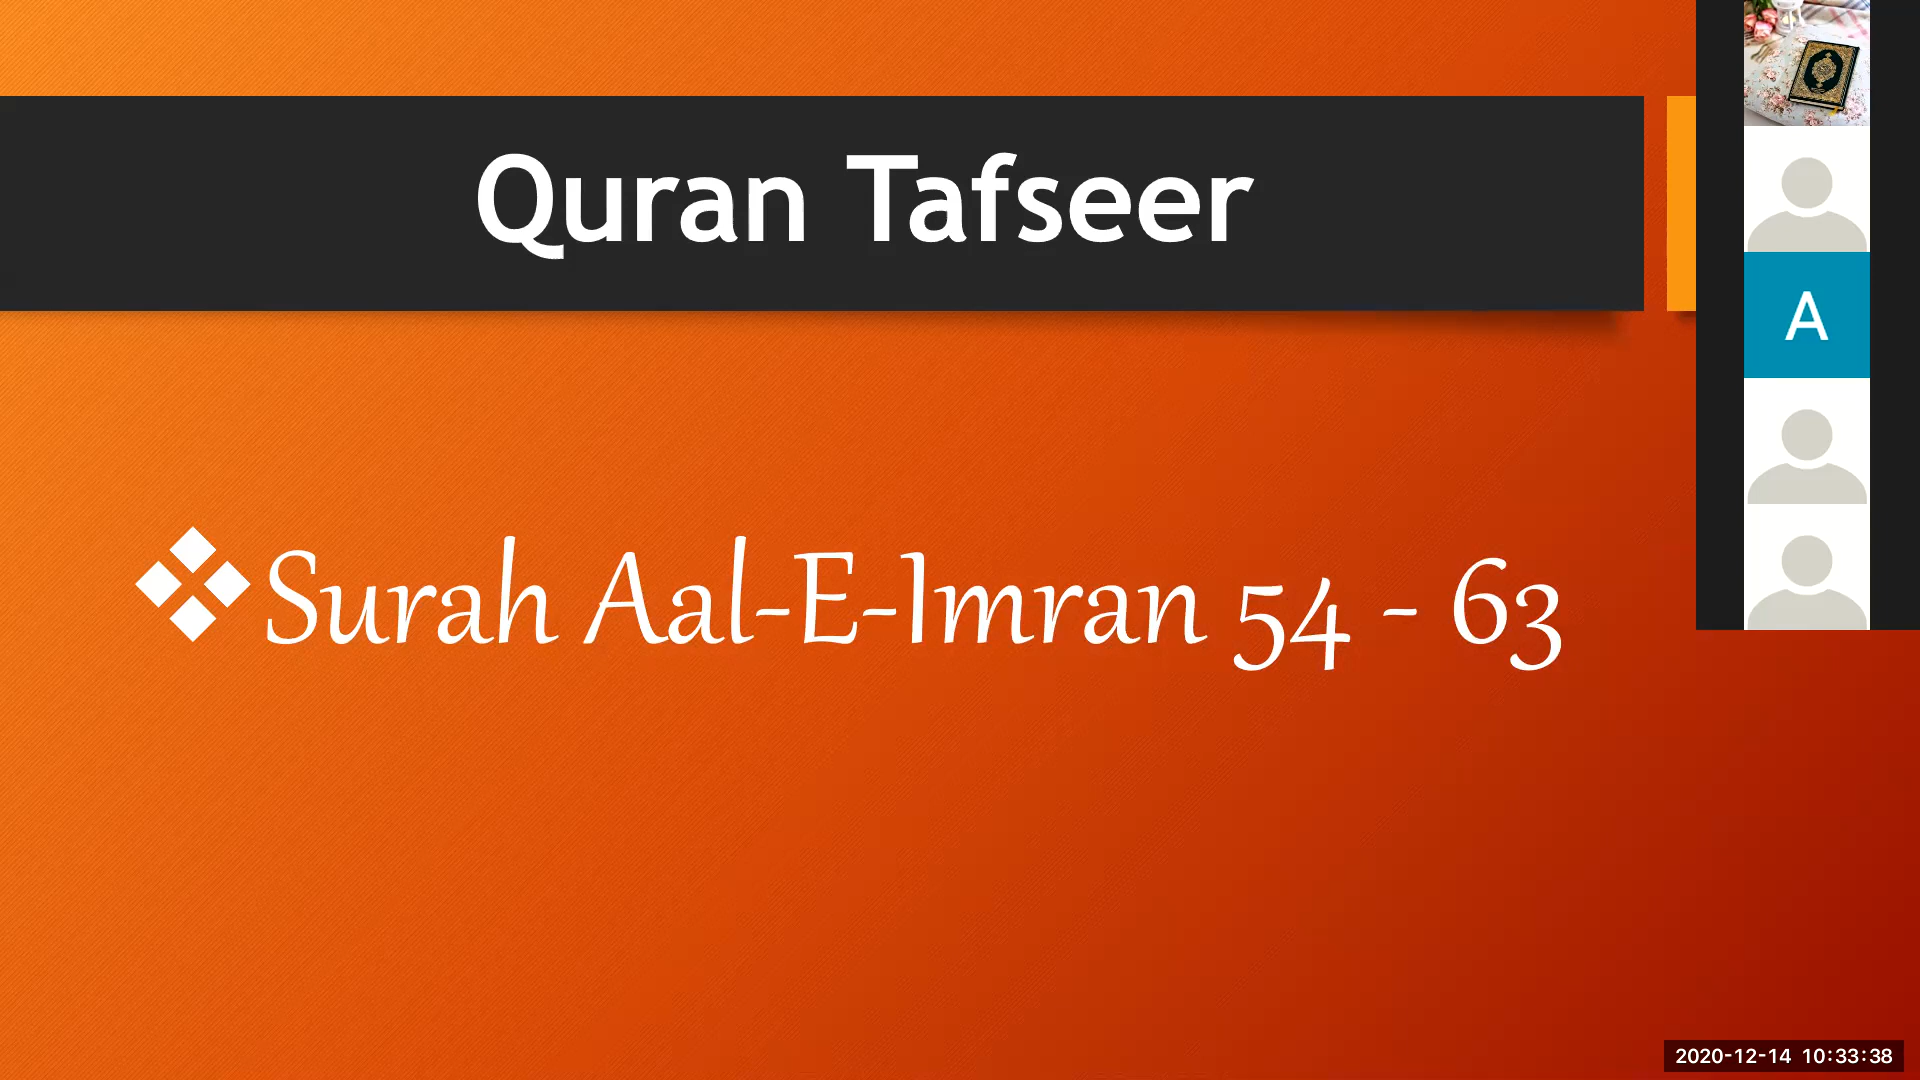 Quran Tafseer
A
❖Surah Aal-E-Imran 54 - 63
2020-12-14 10:33:38